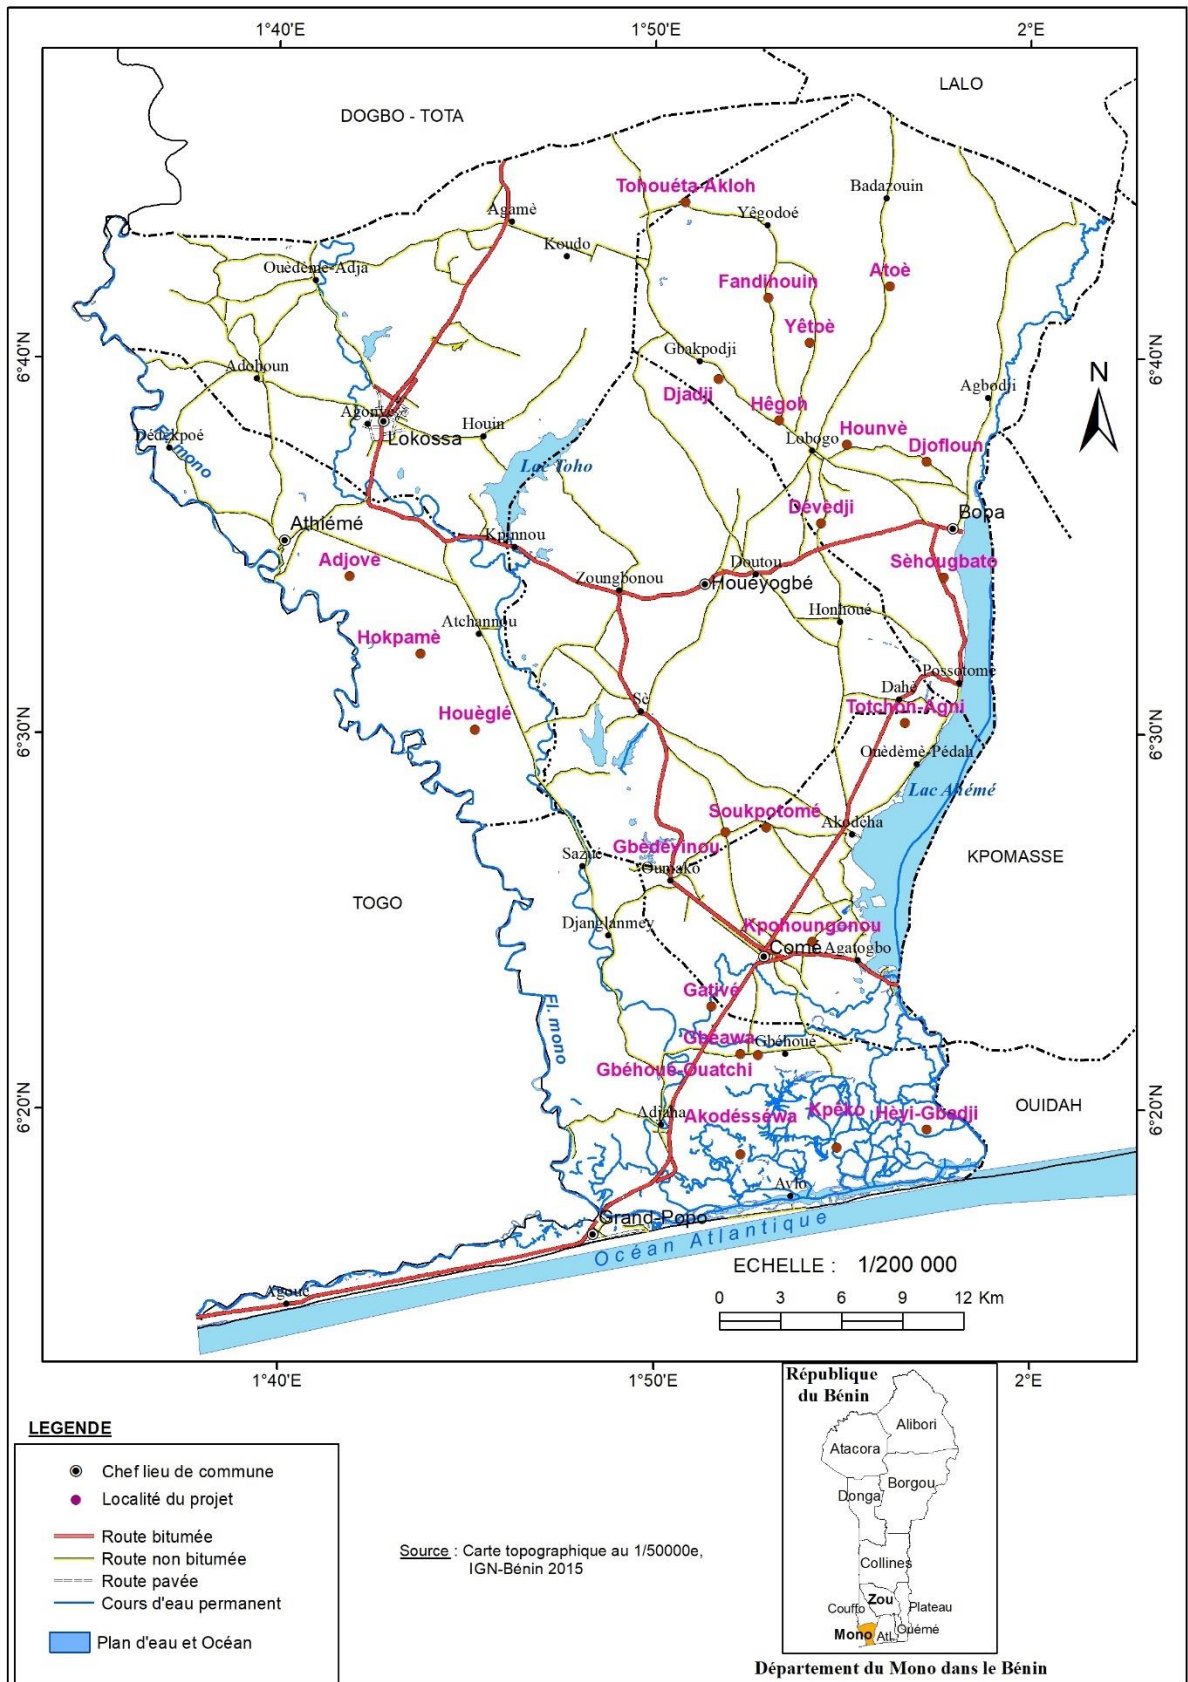 1°40'E
1°50'E
2°E
LALO
DOGBO - TOTA
Tohouéta-Akloh
Badazouin
Yêgodoé
Agamè
Koudo
Ouèdèmè-Adja
Fandihouin
Atoè
Yêtoè
6°40'N
6°40'N
Gbakpodji
Adohoun
Djadji
Agbodji
N
Hêgoh
Agonvè
Lokossa
Houin
Lobogo
Hounvè
Djofloun
Dédékpoé
Fl. mono
Lac Toho
Dévèdji
Bopa
Athiémé
Kpinnou
Adjove
Doutou
Sèhougbato
Zoungbonou
Houéyogbé
Honhoué
Atchannou
Hokpamè
Possotomè
Dahè
Sè
Totchon-Agni
Houèglé
6°30'N
6°30'N
Ouèdèmè-Pédah
Lac Ahémé
Soukpotomé
Akodéha
Gbèdéyinou
Sazué
Oumako
KPOMASSE
TOGO
Djanglanmey
Kpohoungonou
Comé
Agatogbo
Gativé
Fl. mono
Gbéawa
Gbéhoué
Gbéhoué-Ouatchi
6°20'N
6°20'N
Adjaha
Akodésséwa
Kpêko
Hèyi-Gbadji
OUIDAH
Avlo
Grand-Popo
Océan Atlantique
ECHELLE : 1/200 000
Agoué
0 3 6 9 12 Km
1°40'E
1°50'E
2°E
République
du Bénin
Alibori
Atacora
Borgou
Donga
Collines
Zou
Couffo
Plateau
Mono
Atl.
Ouémé
Département du Mono dans le Bénin
LEGENDE
Chef lieu de commune
Localité du projet
Route bitumée
Route non bitumée
Route pavée
Cours d'eau permanent
Plan d'eau et Océan
Source : Carte topographique au 1/50000e,
IGN-Bénin 2015